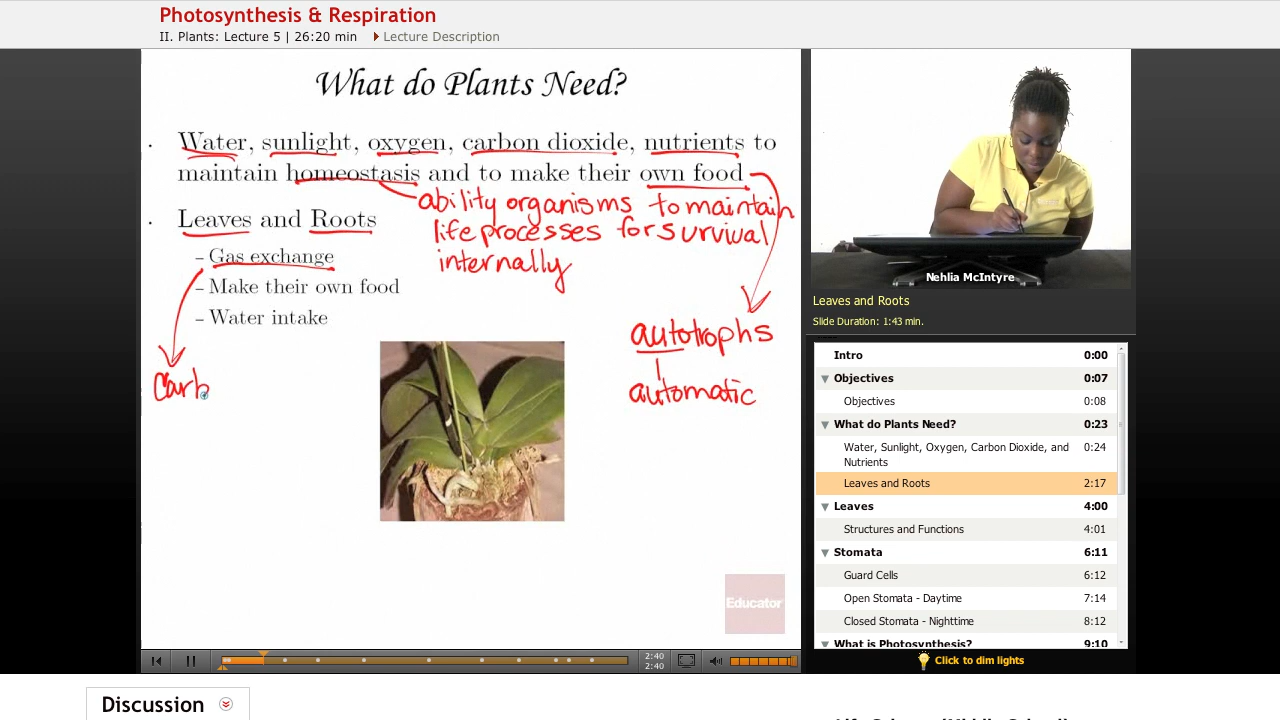 Photosynthesis & Respiration
II. Plants: Lecture 5 | 26:20 min Lecture Description
What do Plants Need?
· Water, sunlight, oxygen, carbon dioxide, nutrients to
maintain homeostasis and to make their own food
ability organisms to maintain
life processes for survival
internally
· Leaves and Roots
– Gas exchange
– Make their own food
– Water intake
Carb
autotrophs
automatic
Educator
2:40
2:40
Nehlia McIntyre
Leaves and Roots
Slide Duration: 1:43 min.
Intro 0:00
Objectives 0:07
Objectives 0:08
What do Plants Need? 0:23
Water, Sunlight, Oxygen, Carbon Dioxide, and 0:24
Nutrients
Leaves and Roots 2:17
Leaves 4:00
Structures and Functions 4:01
Stomata 6:11
Guard Cells 6:12
Open Stomata - Daytime 7:14
Closed Stomata - Nighttime 8:12
What is Photosynthesis? 9:10
Click to dim lights
Discussion